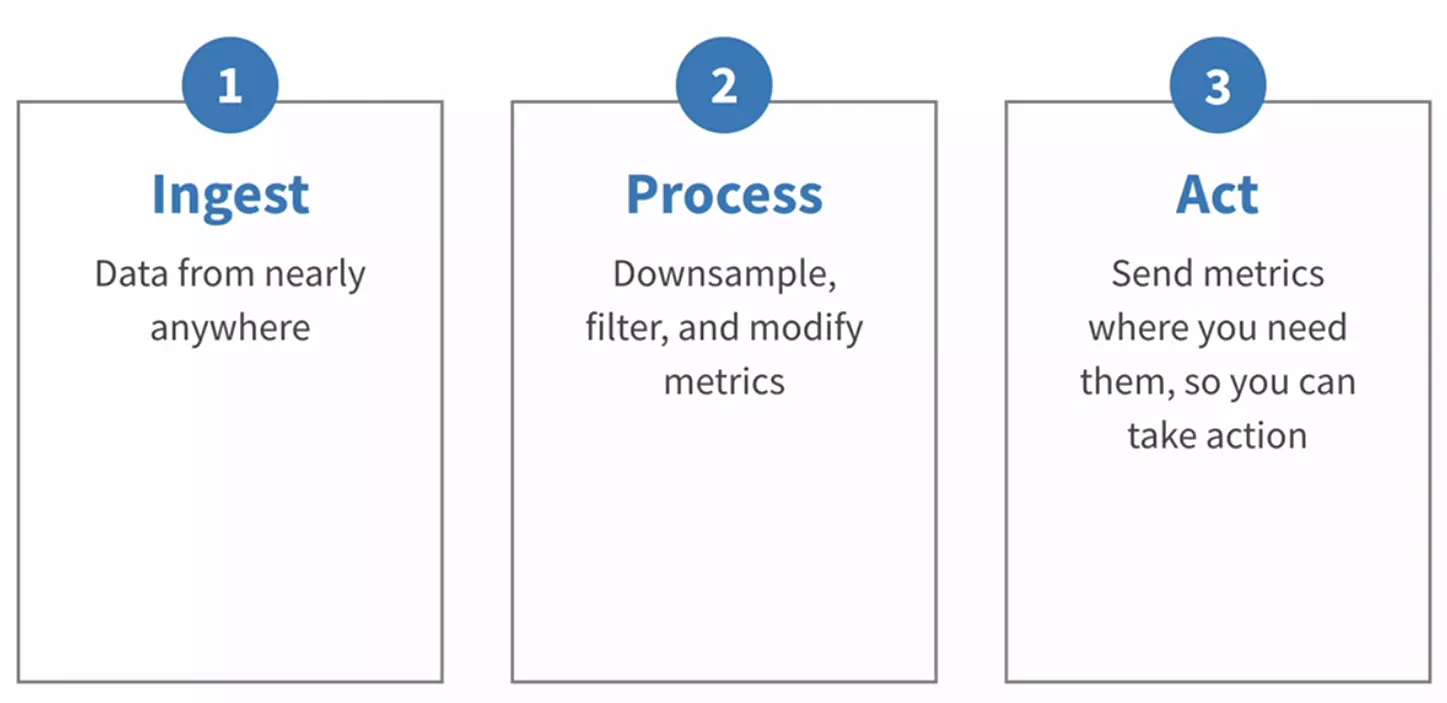 1
Ingest
Data from nearly
anywhere
2
Process
Downsample,
filter, and modify
metrics
3
Act
Send metrics
where you need
them, so you can
take action